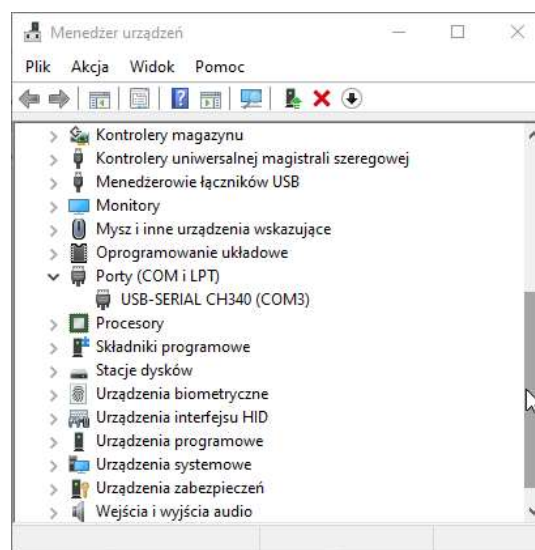 Menedżer urządzeń
Plik Akcja Widok Pomoc
Kontrolery magazynu
Kontrolery uniwersalnej magistrali szeregowej
Menedżerowie łączników USB
Monitory
Mysz i inne urządzenia wskazujące
Oprogramowanie układowe
Porty (COM i LPT)
USB-SERIAL CH340 (COM3)
Procesory
Składniki programowe
Stacje dysków
Urządzenia biometryczne
Urządzenia interfejsu HID
Urządzenia programowe
Urządzenia systemowe
Urządzenia zabezpieczeń
Wejścia i wyjścia audio